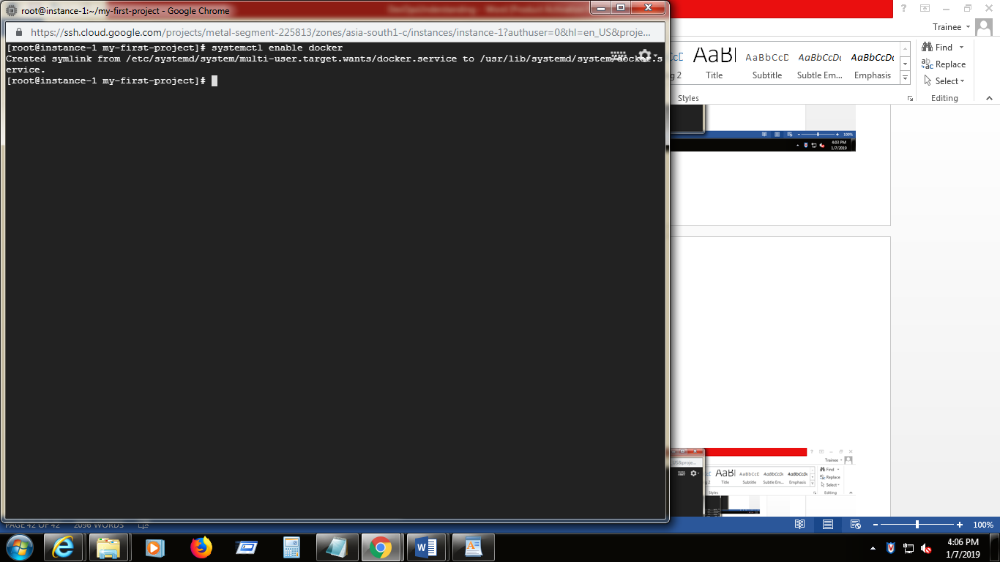 root@instance-1:~/my-first-project - Google Chrome
https://ssh.cloud.google.com/projects/metal-segment-225813/zones/asia-south1-c/instances/instance-1?authuser=0&hl=en_US&proje...
[root@instance-1 my-first-project]# systemctl enable docker
Created symlink from /etc/systemd/system/multi-user.target.wants/docker.service to /usr/lib/systemd/system/docker.s
ervice.
[root@instance-1 my-first-project]#
Trainee
AaBl AaBbCcD AaBbCcDc AaBbCcDc
g 2 Title Subtitle Subtle Em... Emphasis
Styles
Find
Replace
Select
Editing
100%
4:03 PM
1/7/2019
US&proje...
Trainee
AaBl AaBbCcC AaBbCcDc AaBbCcDc
g 2 Title Subtitle Subtle Em... Emphasis
Styles
Find
Replace
Select
Editing
PAGE 42 OF 42 2096 WORDS
100%
4:06 PM
1/7/2019